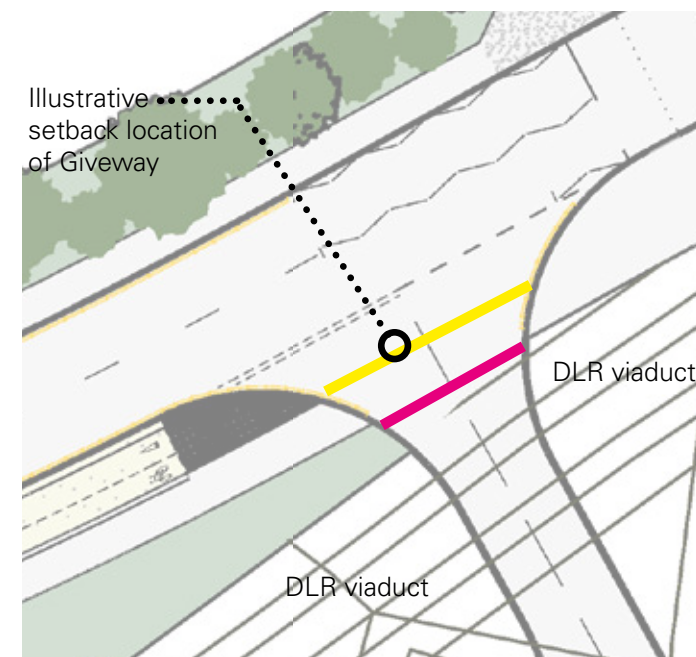 Illustrative
setback location
of Giveway
DLR viaduct
DLR viaduct